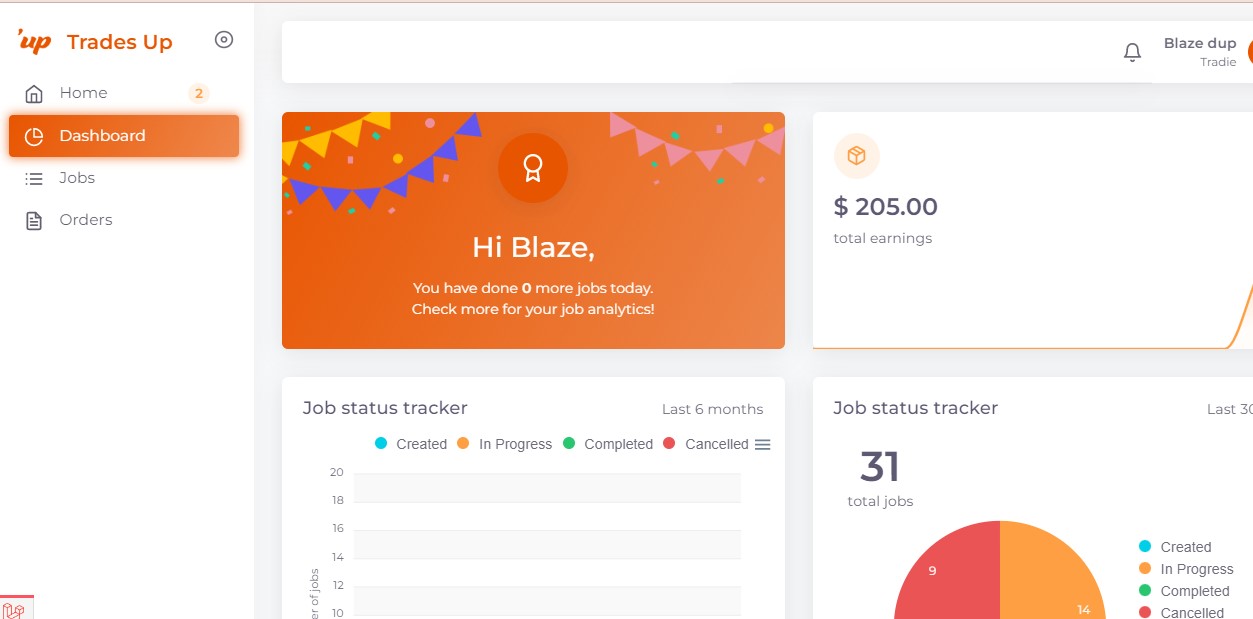 'up Trades Up
Home 2
Dashboard
Jobs
Orders
Blaze dup
Tradie
Hi Blaze,
You have done 0 more jobs today.
Check more for your job analytics!
$ 205.00
total earnings
Job status tracker
Last 6 months
Created In Progress Completed Cancelled
20
18
16
14
12
10
er of jobs
Job status tracker
Last 30
31
total jobs
9
14
Created
In Progress
Completed
Cancelled